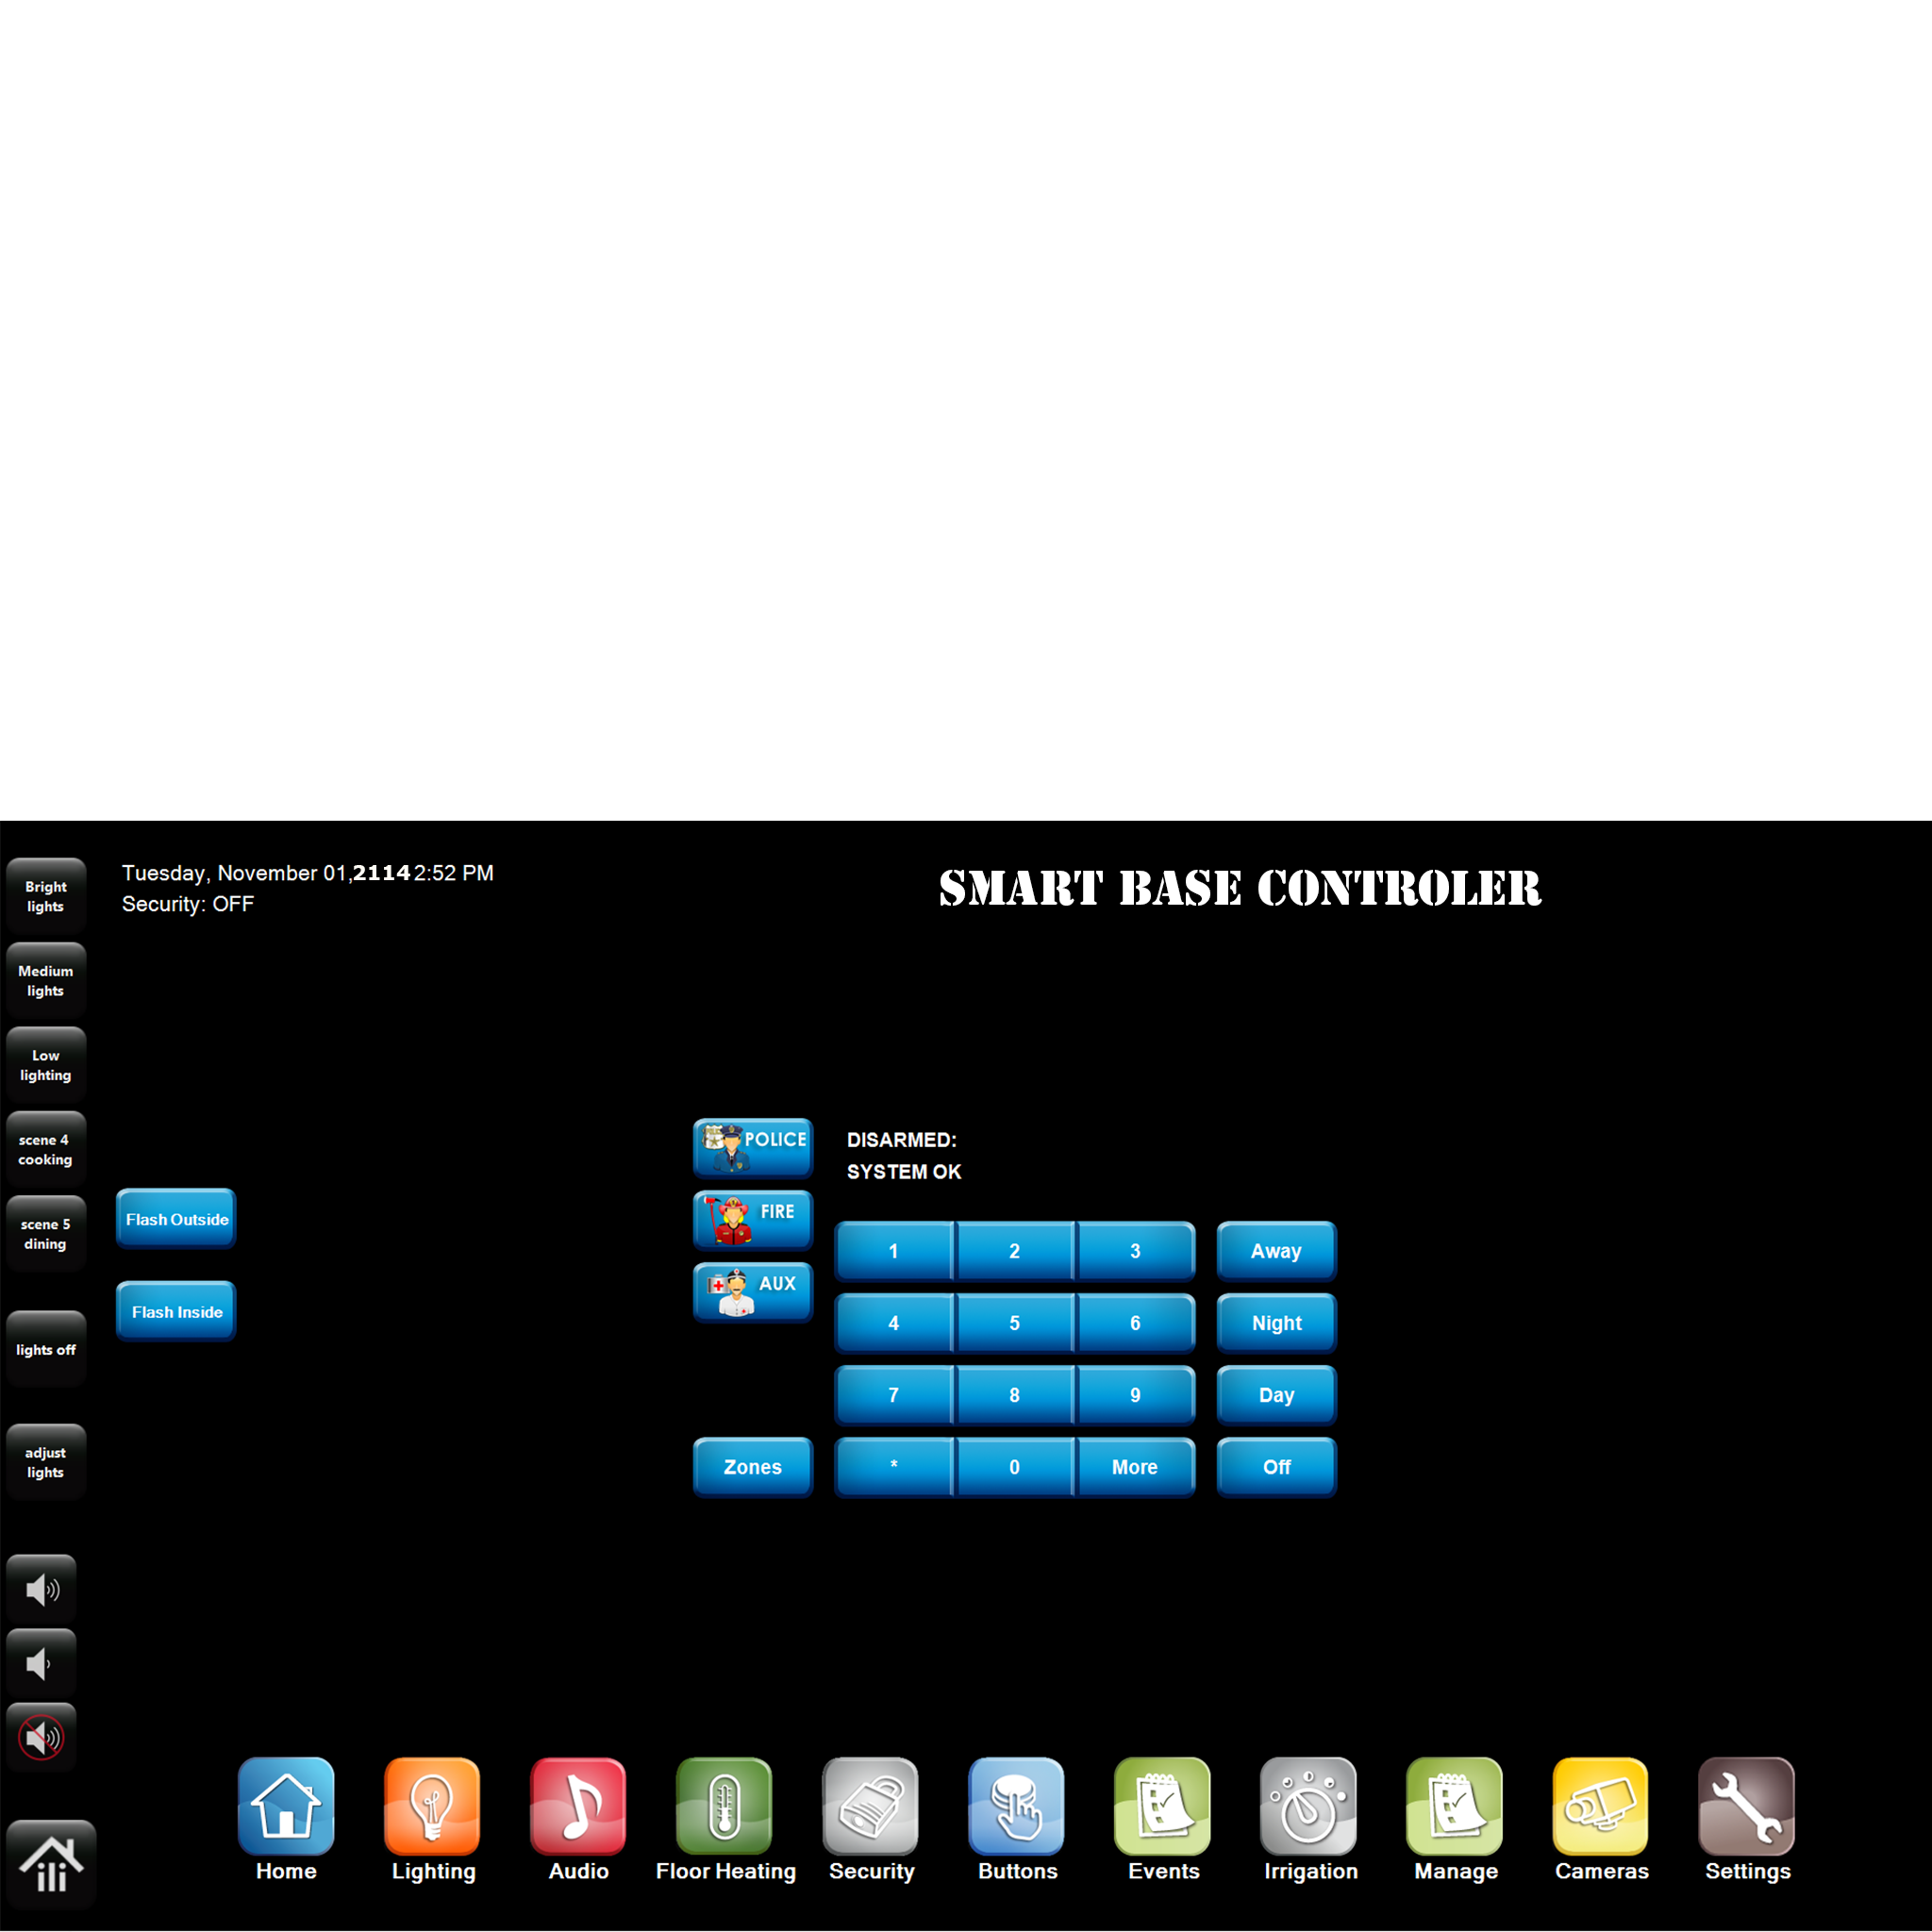 Tuesday, November 01,2114 2:52 PM
Security: OFF
SMART BASE CONTROLER
Bright
lights
Medium
lights
Low
lighting
scene 4
cooking
scene 5
dining
lights off
adjust
lights
Flash Outside
Flash Inside
POLICE
FIRE
AUX
Zones
DISARMED:
SYSTEM OK
1 2 3 Away
4 5 6 Night
7 8 9 Day
* 0 More Off
Home Lighting Audio Floor Heating Security Buttons Events Irrigation Manage Cameras Settings